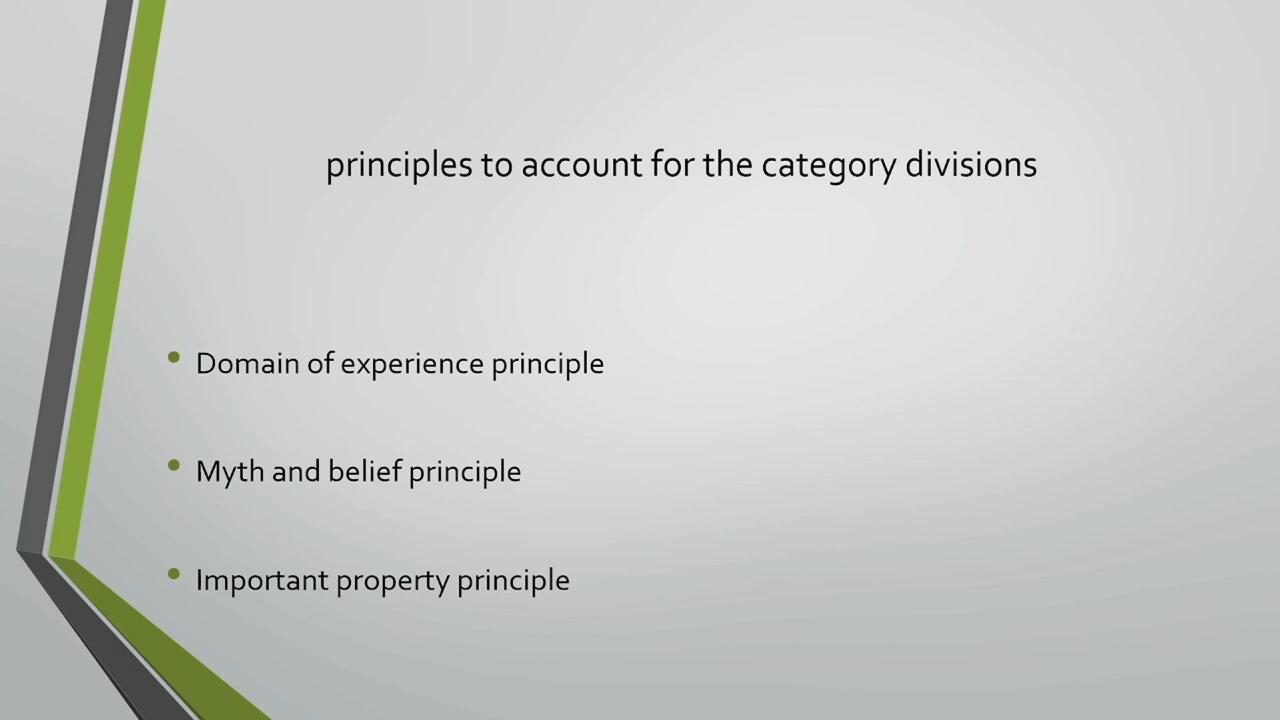 principles to account for the category divisions
• Domain of experience principle
• Myth and belief principle
• Important property principle